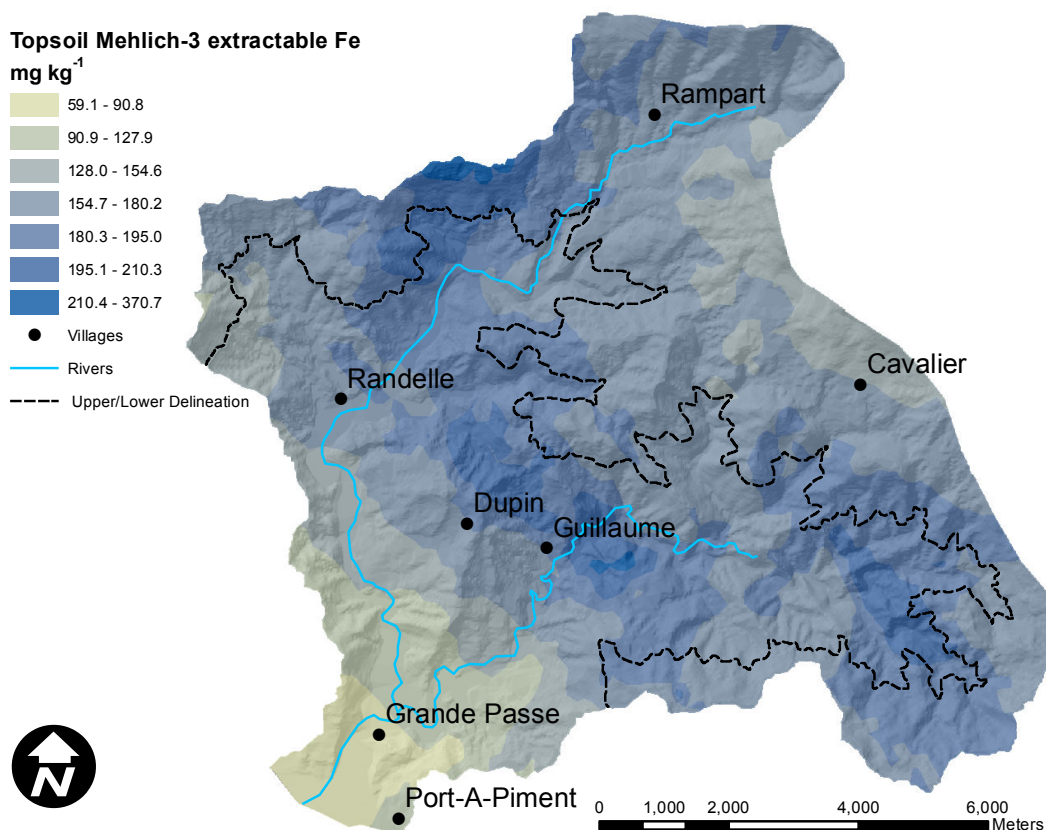 Topsoil Mehlich-3 extractable Fe
mg kg-1
59.1 - 90.8
90.9 - 127.9
128.0 - 154.6
154.7 - 180.2
180.3 - 195.0
195.1 - 210.3
210.4 - 370.7
Villages
Rivers
Upper/Lower Delineation
Rampart
Cavalier
Randelle
Dupin
Guillaume
Grande Passe
Port-A-Piment
N
0 1,000 2,000 4,000 6,000
Meters